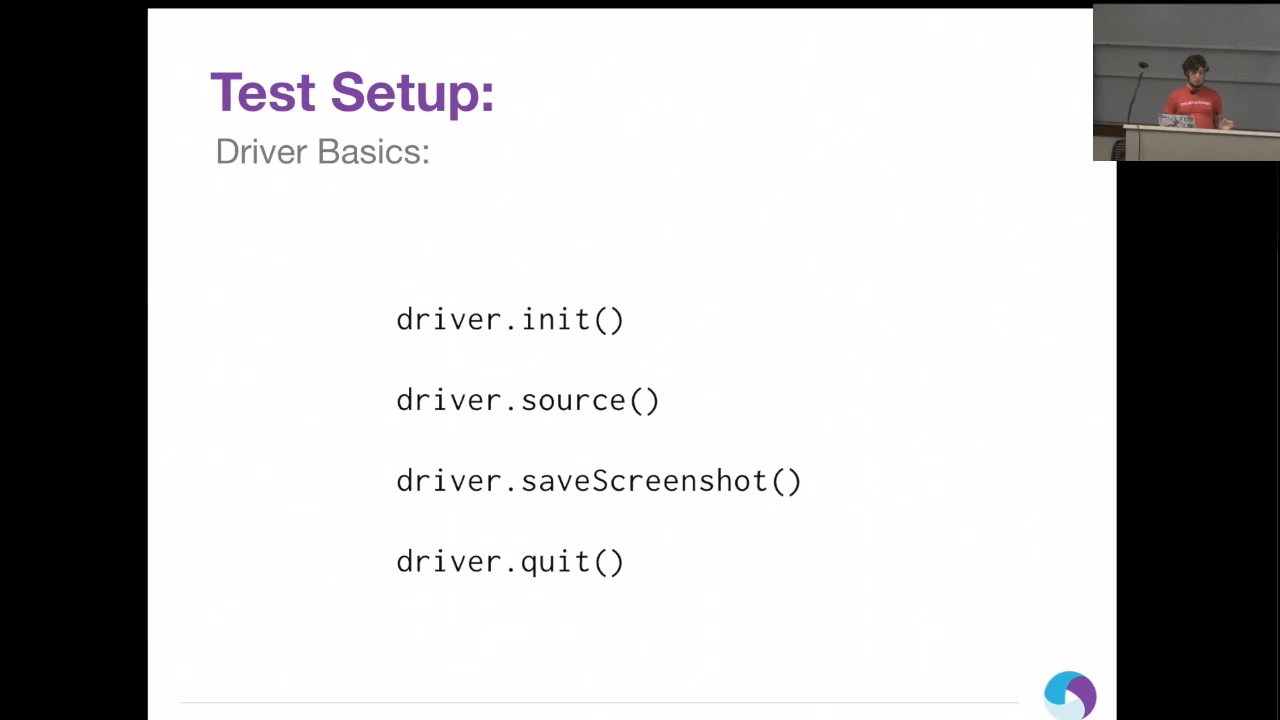 Test Setup:
Driver Basics:
driver.init()
driver.source()
driver.saveScreenshot()
driver.quit()